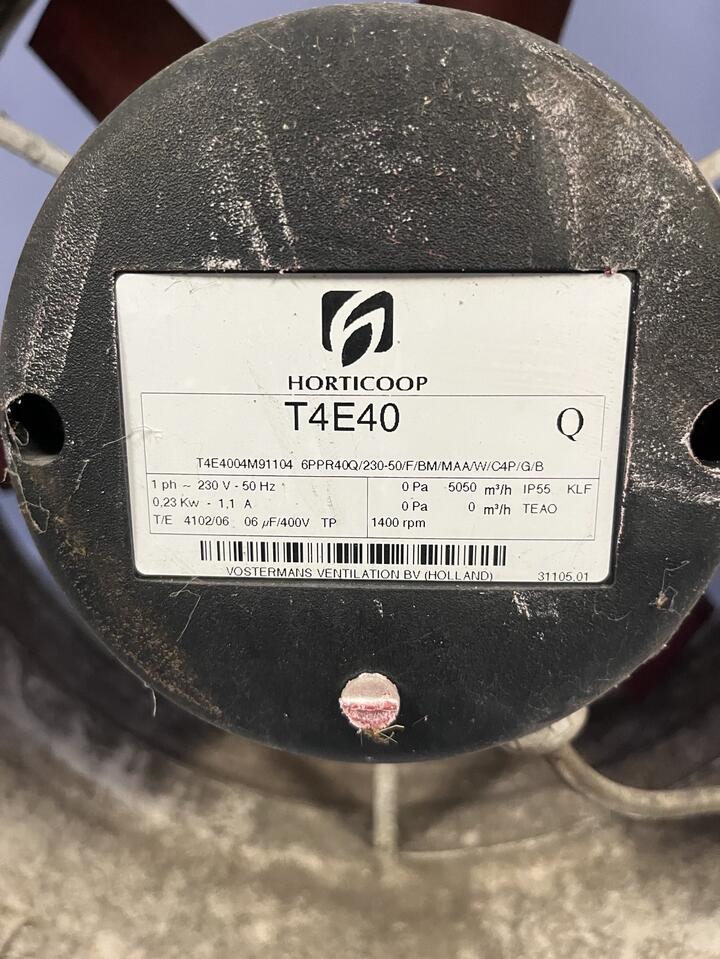 HORTICOOP
T4E40 Q
T4E4004M91104 6PPR40Q/230-50/F/BM/MAA/W/C4P/G/B
1 ph ~ 230 V - 50 Hz 0 Pa 5050 m³/h IP55 KLF
0,23 Kw - 1,1 A 0 Pa 0 m³/h TEAO
T/E 4102/06 06 µF/400V TP 1400 rpm
VOSTERMANS VENTILATION BV (HOLLAND) 31105.01